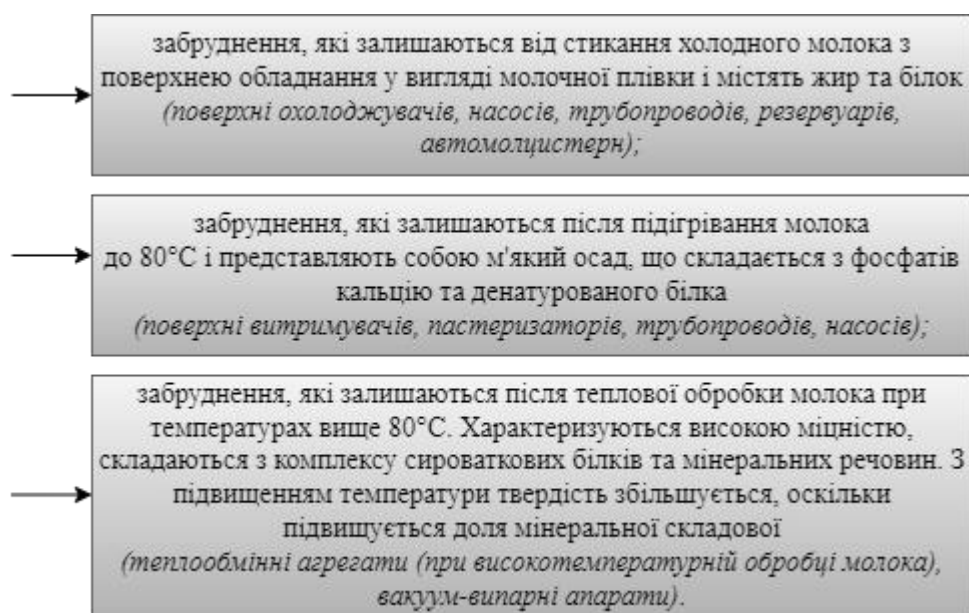 забруднення, які залишаються від стикання холодного молока з
поверхнею обладнання у вигляді молочної плівки і містять жир та білок
(поверхні охолоджувачів, насосів, трубопроводів, резервуарів,
автомолцистерн);
забруднення, які залишаються після підігрівання молока
до 80°С і представляють собою м'який осад, що складається з фосфатів
кальцію та денатурованого білка
(поверхні витримувачів, пастеризаторів, трубопроводів, насосів);
забруднення, які залишаються після теплової обробки молока при
температурах вище 80°С. Характеризуються високою міцністю,
складаються з комплексу сироваткових білків та мінеральних речовин. З
підвищенням температури твердість збільшується, оскільки
підвищується доля мінеральної складової
(теплообмінні агрегати (при високотемпературній обробці молока),
вакуум-випарні апарати).